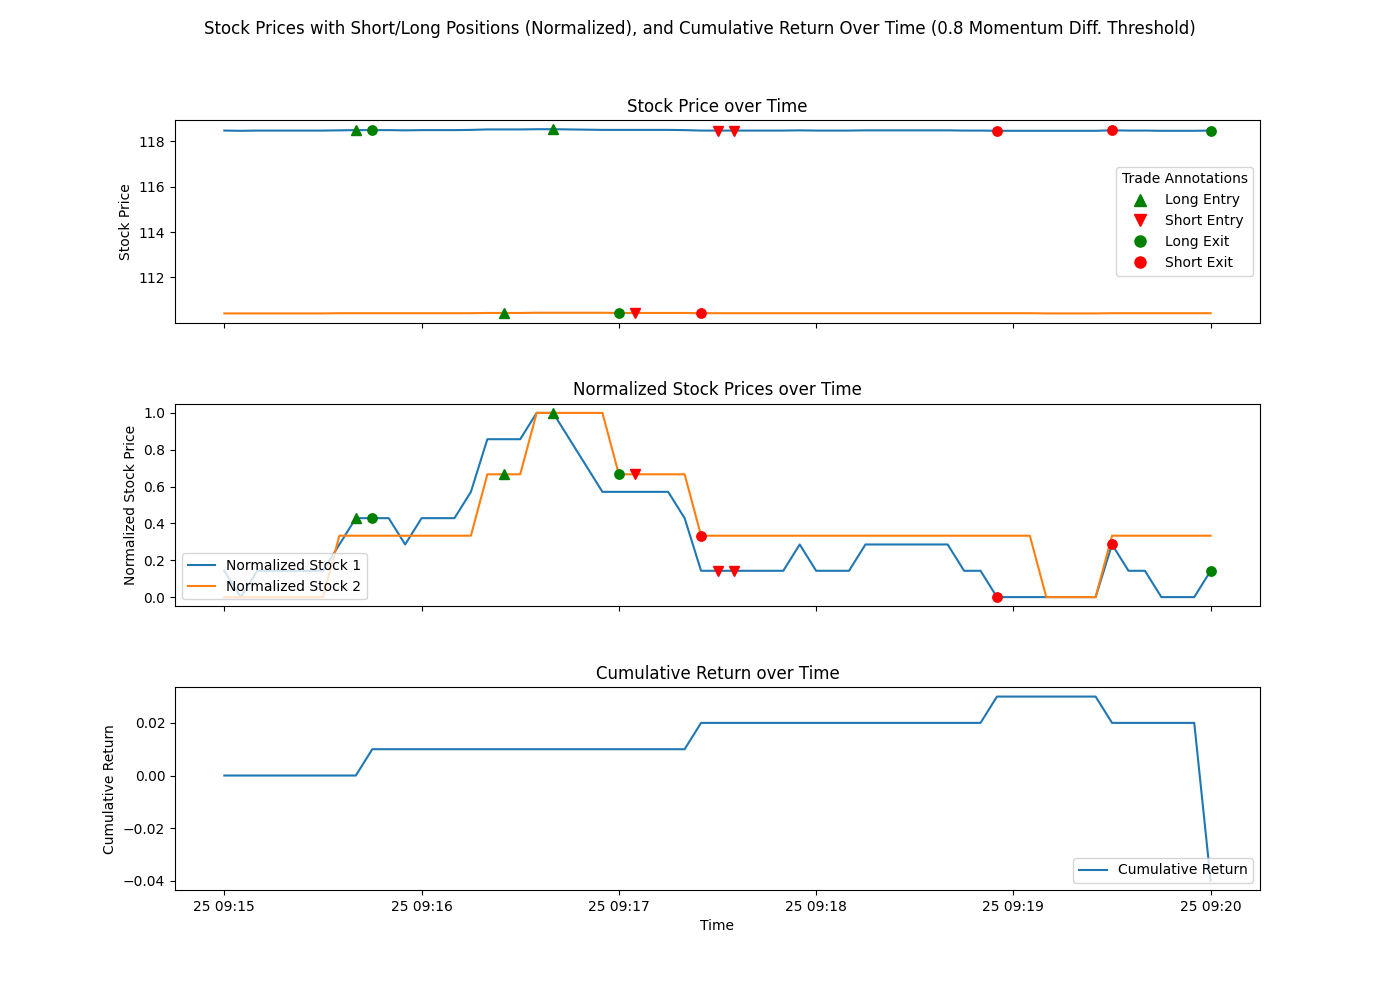 Stock Prices with Short/Long Positions (Normalized), and Cumulative Return Over Time (0.8 Momentum Diff. Threshold)
Stock Price over Time
Stock Price
118
116
114
112
Trade Annotations
Long Entry
Short Entry
Long Exit
Short Exit
Normalized Stock Prices over Time
Normalized Stock Price
1.0
0.8
0.6
0.4
0.2
0.0
Normalized Stock 1
Normalized Stock 2
Cumulative Return over Time
Cumulative Return
0.02
0.00
−0.02
−0.04
Cumulative Return
25 09:15
25 09:16
25 09:17
25 09:18
25 09:19
25 09:20
Time